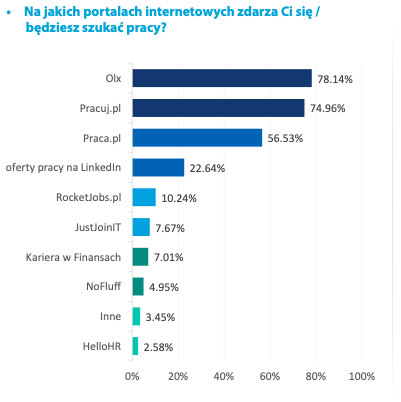 • Na jakich portalach internetowych zdarza Ci się /
będziesz szukać pracy?
Olx 78.14%
Pracuj.pl 74.96%
Praca.pl 56.53%
oferty pracy na LinkedIn 22.64%
RocketJobs.pl 10.24%
JustJoinIT 7.67%
Kariera w Finansach 7.01%
NoFluff 4.95%
Inne 3.45%
HelloHR 2.58%
0% 20% 40% 60% 80% 100%